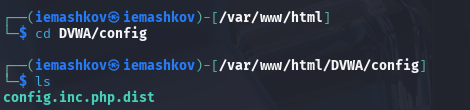 ┌──(iemashkov㉿iemashkov)-[/var/www/html]
└─$ cd DVWA/config
┌──(iemashkov㉿iemashkov)-[/var/www/html/DVWA/config]
└─$ ls
config.inc.php.dist